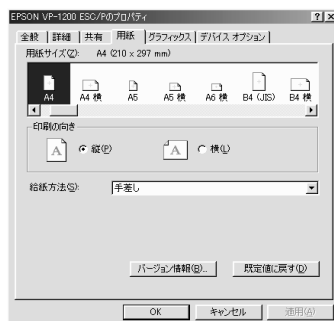 EPSON VP-1200 ESC/Pのプロパティ
全般 詳細 共有 用紙 グラフィックス デバイス オプション
用紙サイズ(Z): A4 (210 x 297 mm)
A4 A4 横 A5 A5 横 A6 横 B4 (JIS) B4 横
印刷の向き
A 縦(P) A 横(L)
給紙方法(S): 手差し
バージョン情報(B)... 既定値に戻す(D)
OK キャンセル 適用(A)